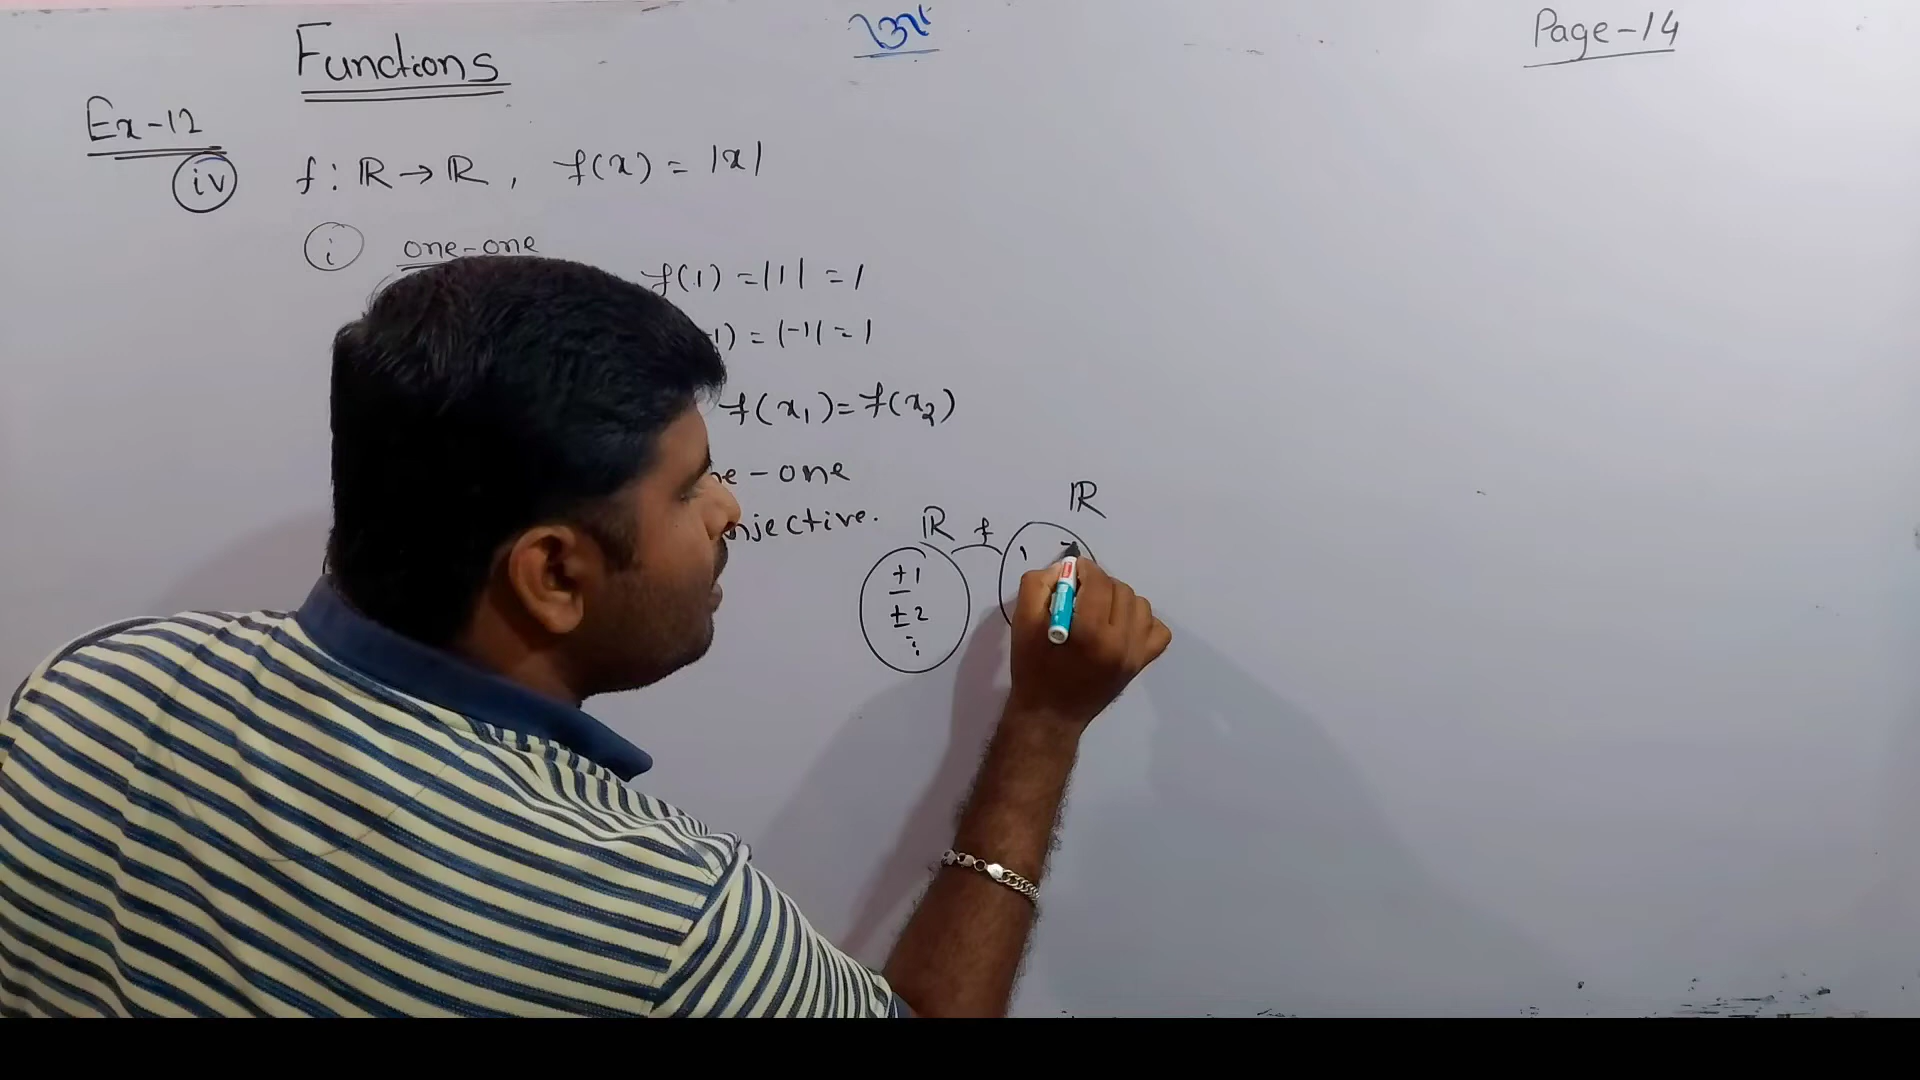 Functions
Page-14
Ex-12
iv f : ℝ → ℝ , f(x) = |x|
i one-one
f(1) = |1| = 1
1) = |-1| = 1
f(x₁) = f(x₂)
e - one
njective.
ℝ f ℝ
±1 1 -
±2
⋮